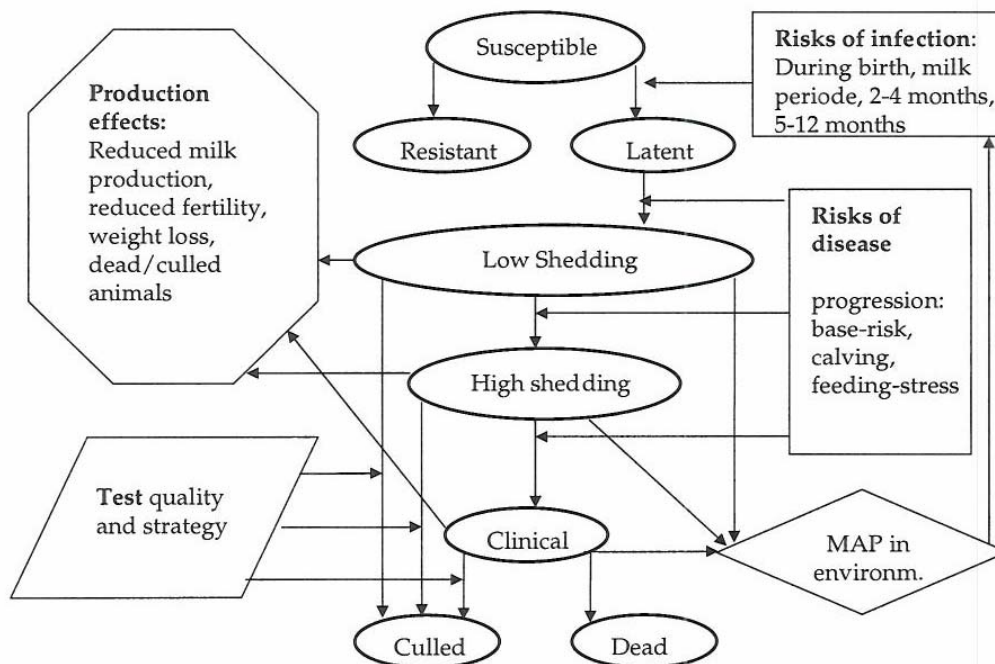 Susceptible
Risks of infection:
During birth, milk
periode, 2-4 months,
5-12 months
Production
effects:
Reduced milk
production,
reduced fertility,
weight loss,
dead/culled
animals
Resistant
Latent
Risks of
disease
progression:
base-risk,
calving,
feeding-stress
Low Shedding
High shedding
Test quality
and strategy
Clinical
MAP in
environm.
Culled
Dead